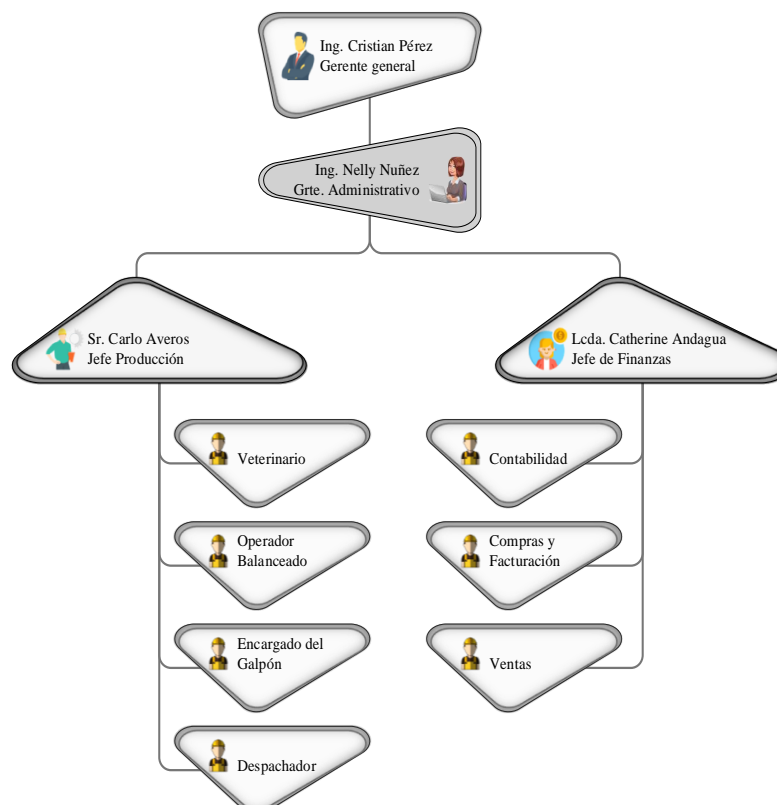 Ing. Cristian Pérez
Gerente general
Ing. Nelly Nuñez
Grte. Administrativo
Sr. Carlo Averos
Jefe Producción
Lcda. Catherine Andagua
Jefe de Finanzas
Veterinario
Operador
Balanceado
Encargado del
Galpón
Despachador
Contabilidad
Compras y
Facturación
Ventas